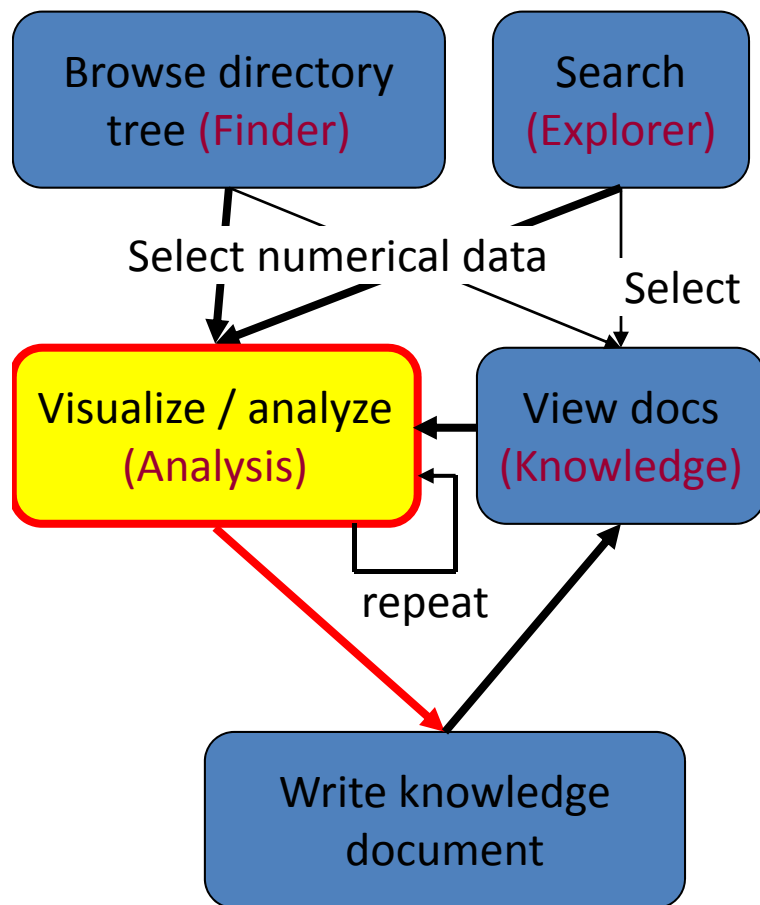 Browse directory
tree (Finder)
Search
(Explorer)
Select numerical data
Select
Visualize / analyze
(Analysis)
View docs
(Knowledge)
repeat
Write knowledge
document